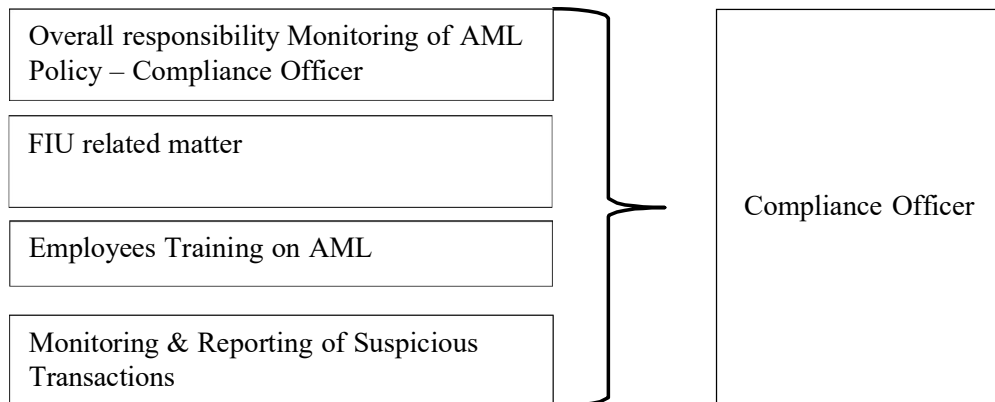 Overall responsibility Monitoring of AML
Policy – Compliance Officer
FIU related matter
Employees Training on AML
Monitoring & Reporting of Suspicious
Transactions
Compliance Officer